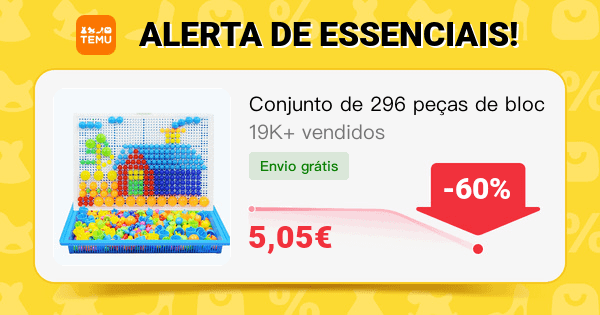 TEMU
ALERTA DE ESSENCIAIS!
Conjunto de 296 peças de bloc
19K+ vendidos
Envio grátis
-60%
5,05€